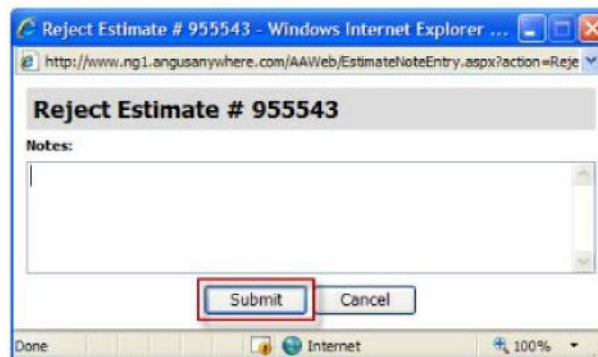 Reject Estimate # 955543 - Windows Internet Explorer ...
http://www.ng1.angusanywhere.com/AAWeb/EstimateNoteEntry.aspx?action=Reje
Reject Estimate # 955543
Notes:
Submit Cancel
Done Internet 100%